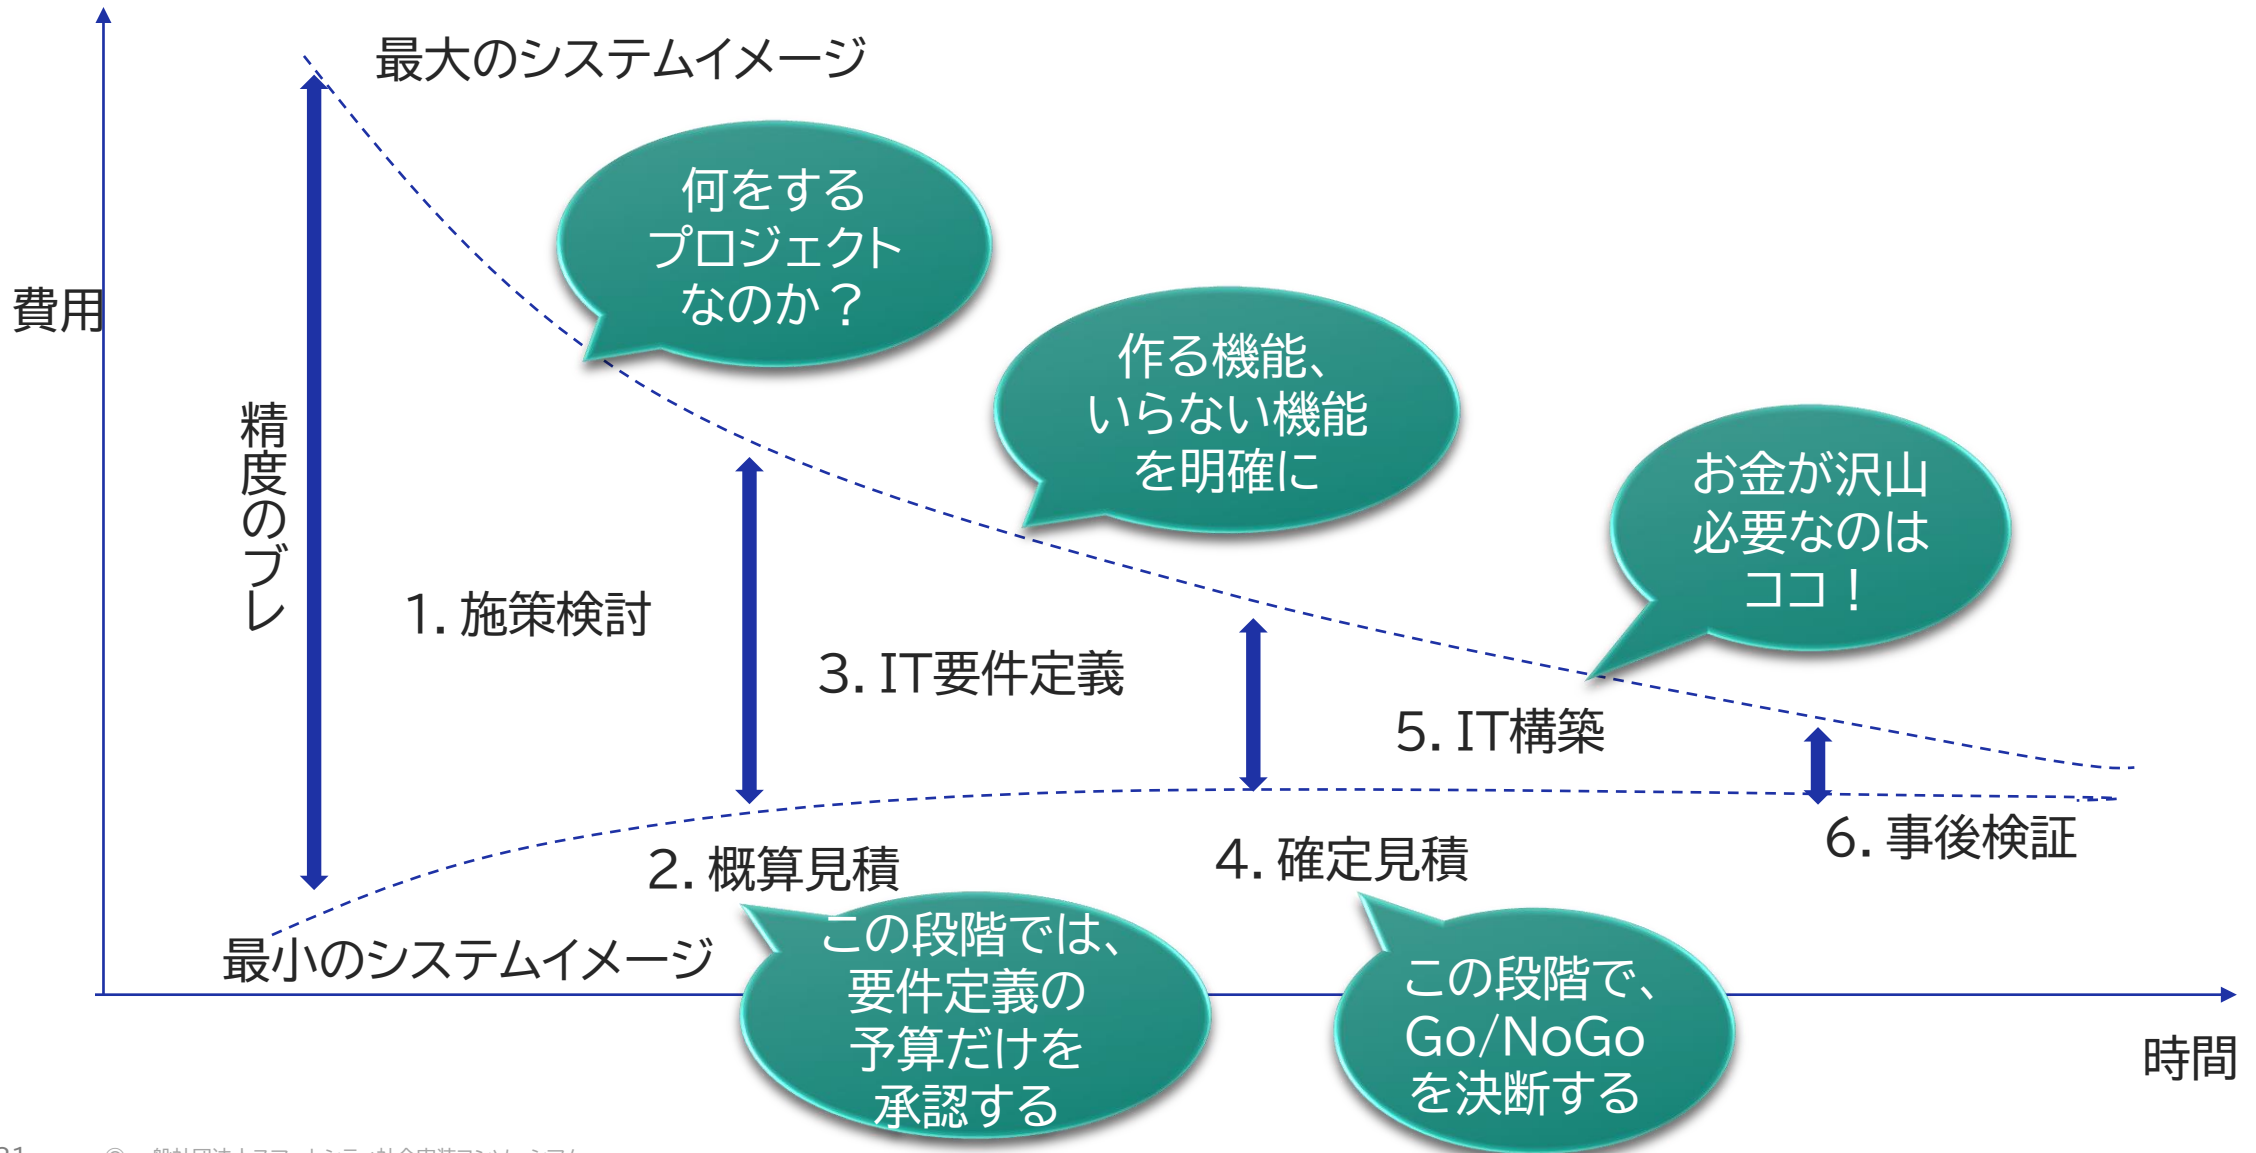 最大のシステムイメージ
何をする
プロジェクト
なのか？
費用
作る機能、
いらない機能
を明確に
精度のブレ
お金が沢山
必要なのは
ココ！
1. 施策検討
3. IT要件定義
5. IT構築
6. 事後検証
2. 概算見積
4. 確定見積
最小のシステムイメージ
この段階では、
要件定義の
予算だけを
承認する
この段階で、
Go/NoGo
を決断する
時間